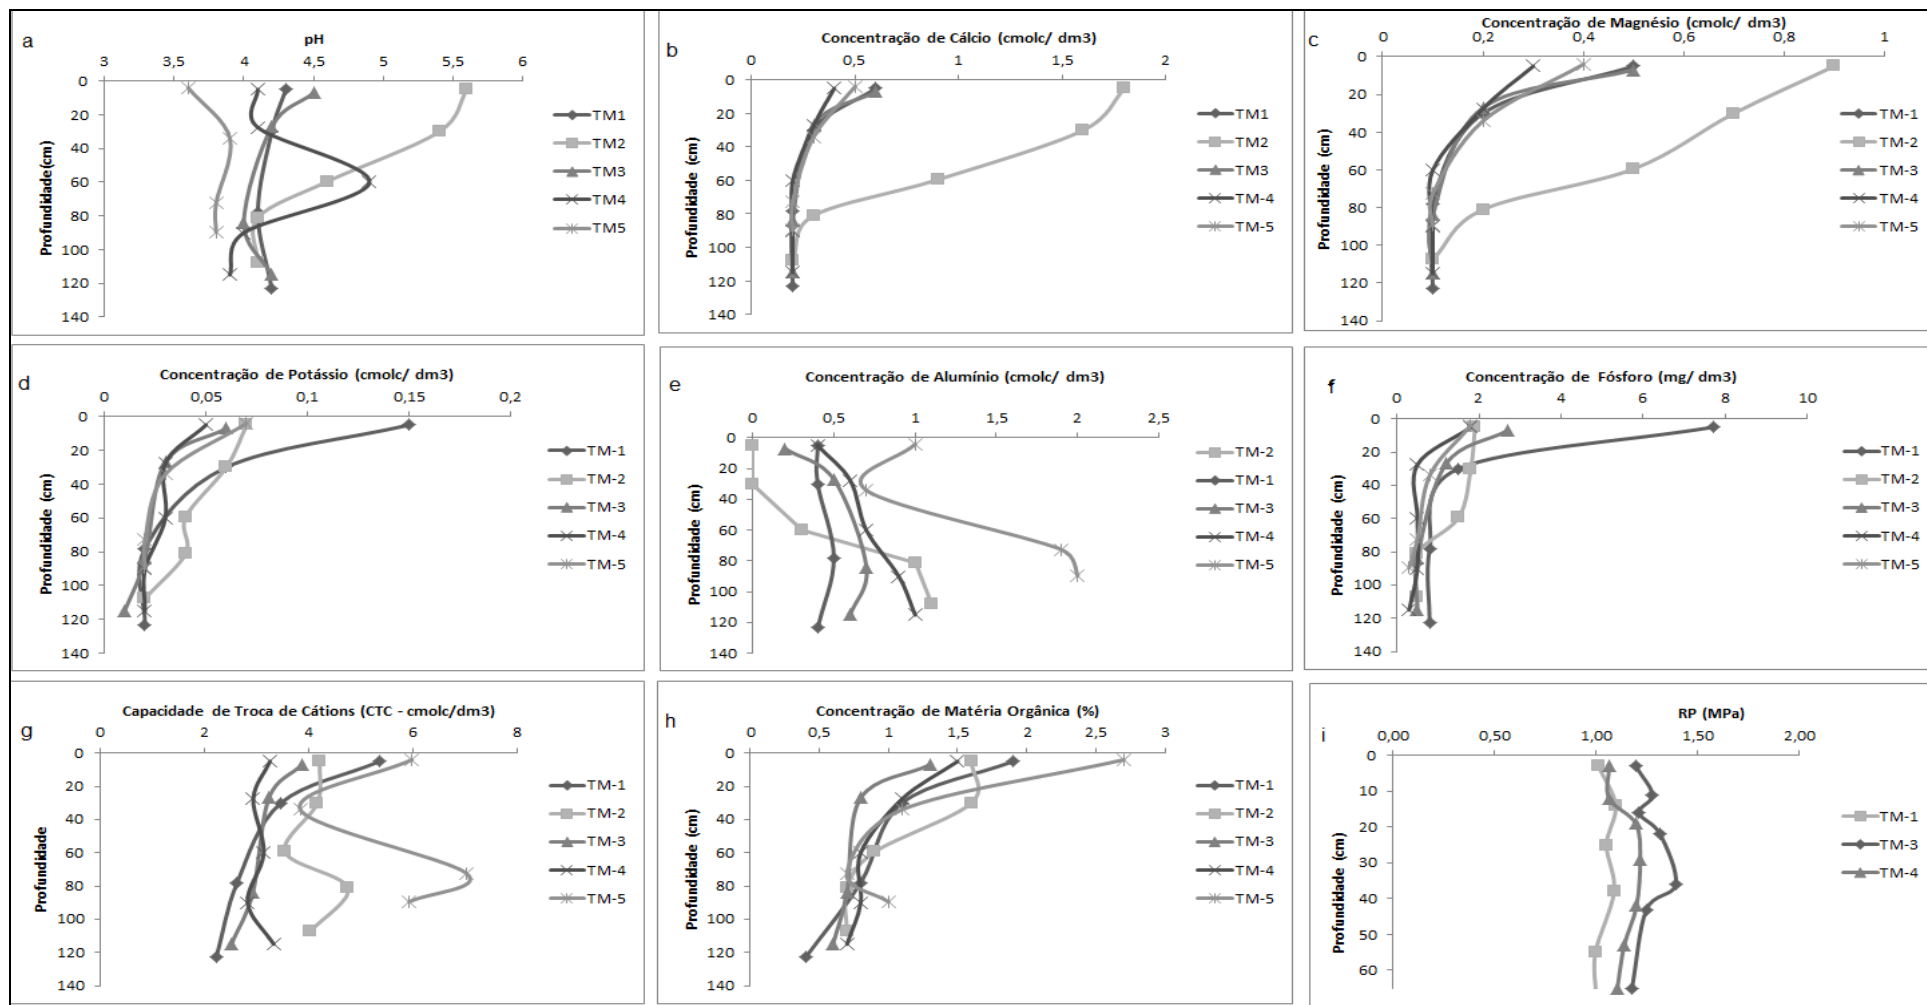 a
pH
3 3,5 4 4,5 5 5,5 6
0
20
40
60
80
100
120
140
Profundidade(cm)
TM1
TM2
TM3
TM4
TM5
b
Concentração de Cálcio (cmolc/ dm3)
0 0,5 1 1,5 2
0
20
40
60
80
100
120
140
Profundidade (cm)
TM1
TM2
TM3
TM-4
TM-5
c
Concentração de Magnésio (cmolc/ dm3)
0 0,2 0,4 0,6 0,8 1
0
20
40
60
80
100
120
140
Profundidade (cm)
TM-1
TM-2
TM-3
TM-4
TM-5
d
Concentração de Potássio (cmolc/ dm3)
0 0,05 0,1 0,15 0,2
0
20
40
60
80
100
120
140
Profundidade (cm)
TM-1
TM-2
TM-3
TM-4
TM-5
e
Concentração de Alumínio (cmolc/ dm3)
0 0,5 1 1,5 2 2,5
0
20
40
60
80
100
120
140
Profundidade (cm)
TM-2
TM-1
TM-3
TM-4
TM-5
f
Concentração de Fósforo (mg/ dm3)
0 2 4 6 8 10
0
20
40
60
80
100
120
140
Profundidade (cm)
TM-1
TM-2
TM-3
TM-4
TM-5
g
Capacidade de Troca de Cátions (CTC - cmolc/dm3)
0 2 4 6 8
0
20
40
60
80
100
120
140
Profundidade
TM-1
TM-2
TM-3
TM-4
TM-5
h
Concentração de Matéria Orgânica (%)
0 0,5 1 1,5 2 2,5 3
0
20
40
60
80
100
120
140
Profundidade (cm)
TM-1
TM-2
TM-3
TM-4
TM-5
i
RP (MPa)
0,00 0,50 1,00 1,50 2,00
0
10
20
30
40
50
60
Profundidade (cm)
TM-1
TM-3
TM-4